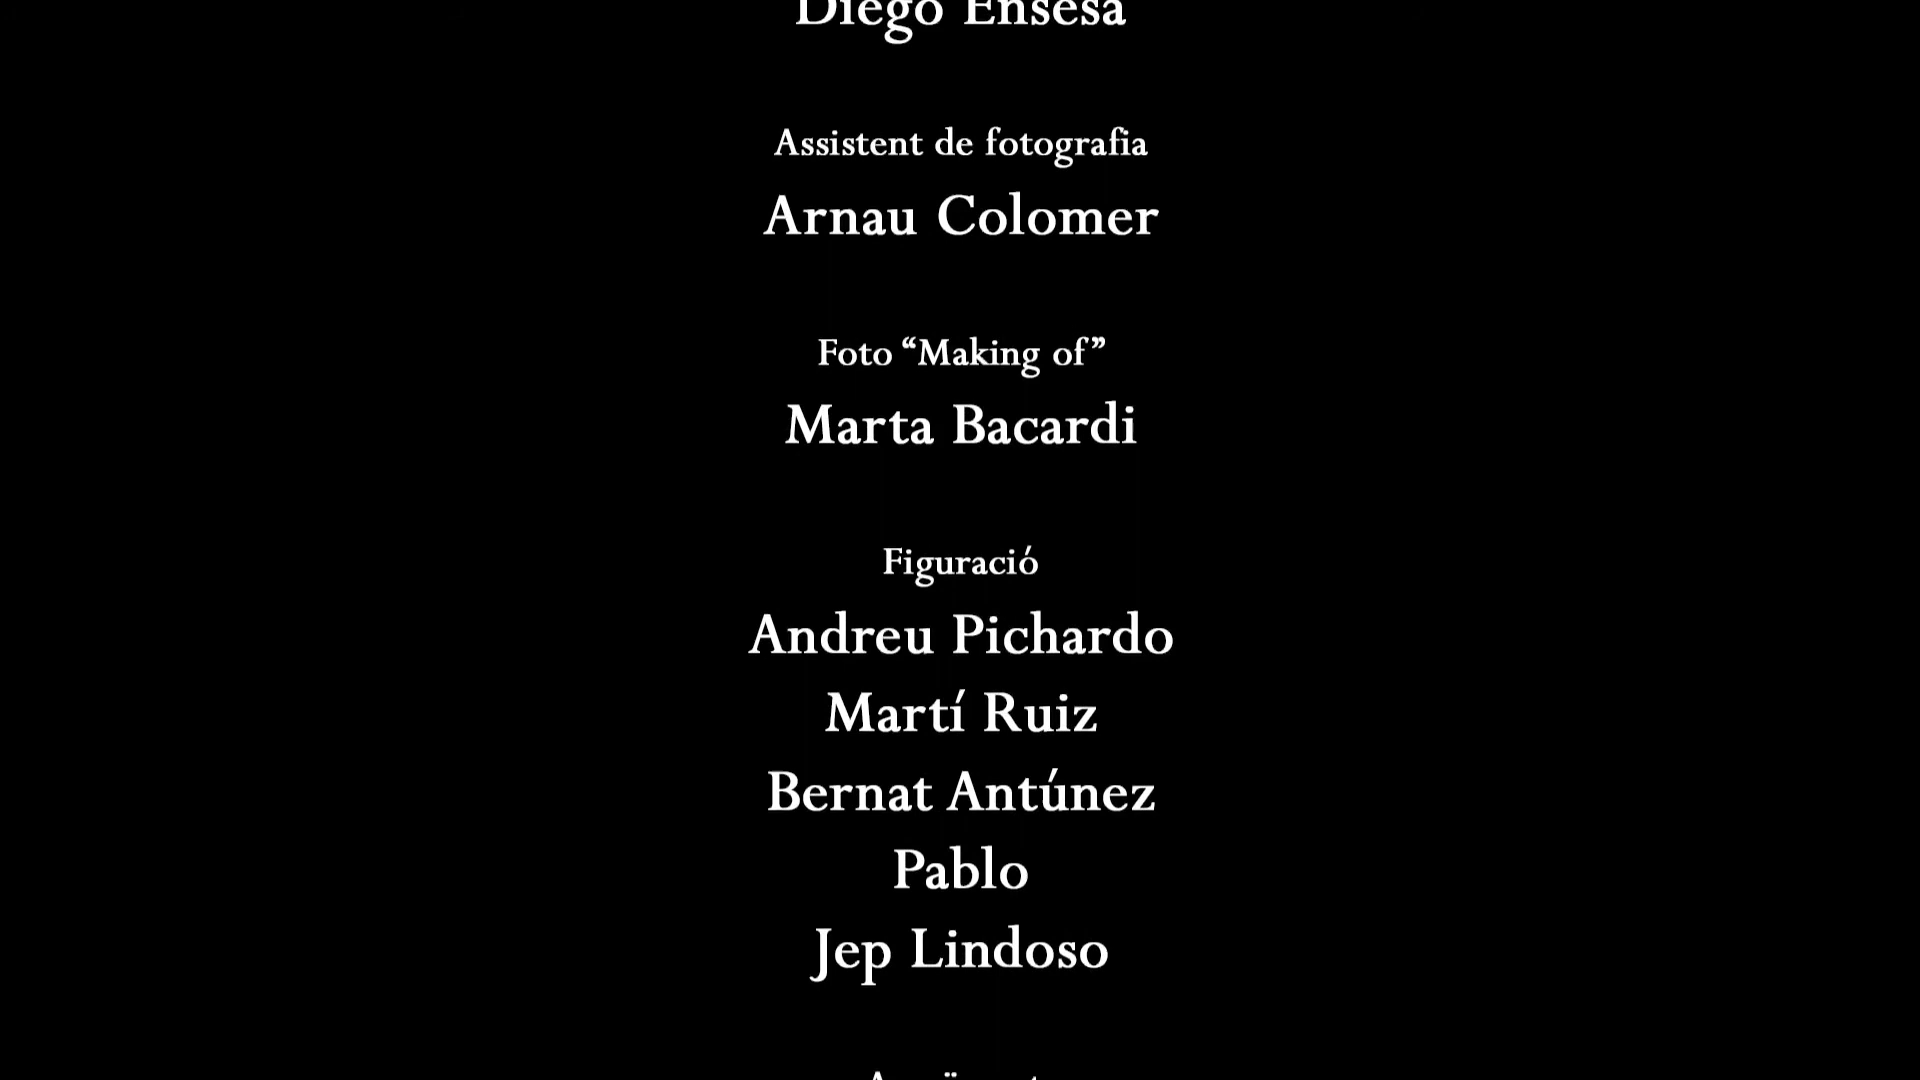 Diego Ensesa
Assistent de fotografia
Arnau Colomer
Foto “Making of”
Marta Bacardi
Figuració
Andreu Pichardo
Martí Ruiz
Bernat Antúnez
Pablo
Jep Lindoso